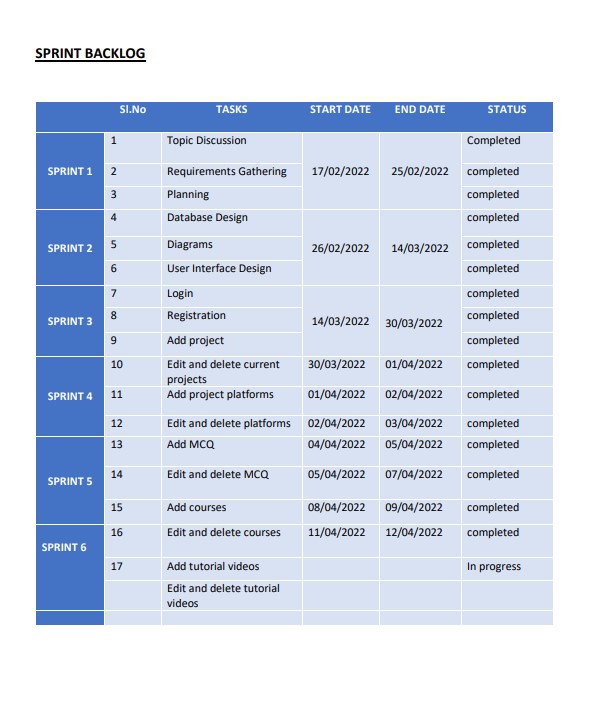 SPRINT BACKLOG
Sl.No TASKS START DATE END DATE STATUS
SPRINT 1
1 Topic Discussion Completed
2 Requirements Gathering 17/02/2022 25/02/2022 completed
3 Planning completed
SPRINT 2
4 Database Design completed
5 Diagrams 26/02/2022 14/03/2022 completed
6 User Interface Design completed
SPRINT 3
7 Login completed
8 Registration 14/03/2022 30/03/2022 completed
9 Add project completed
SPRINT 4
10 Edit and delete current 30/03/2022 01/04/2022 completed
projects
11 Add project platforms 01/04/2022 02/04/2022 completed
12 Edit and delete platforms 02/04/2022 03/04/2022 completed
SPRINT 5
13 Add MCQ 04/04/2022 05/04/2022 completed
14 Edit and delete MCQ 05/04/2022 07/04/2022 completed
15 Add courses 08/04/2022 09/04/2022 completed
SPRINT 6
16 Edit and delete courses 11/04/2022 12/04/2022 completed
17 Add tutorial videos In progress
Edit and delete tutorial
videos